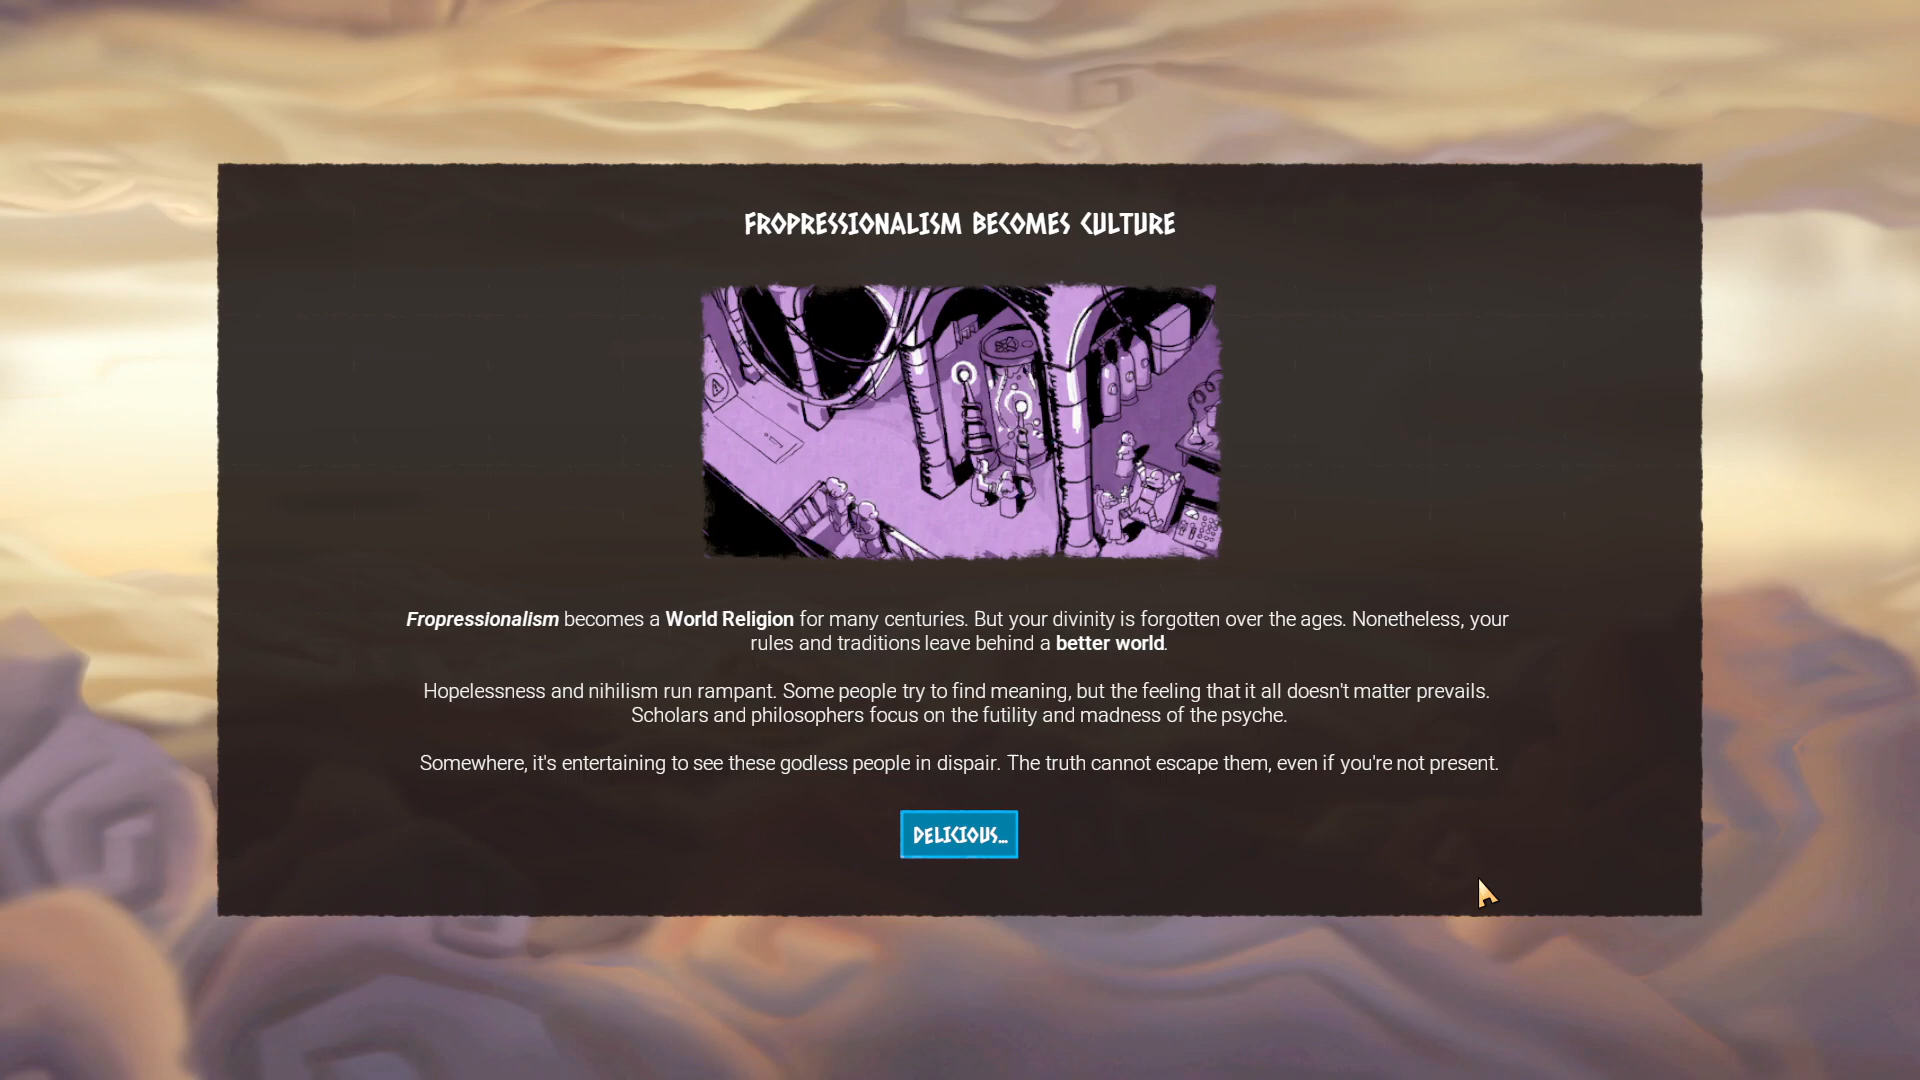 FROPRESSIONALISM BECOMES CULTURE
Fropressionalism becomes a World Religion for many centuries. But your divinity is forgotten over the ages. Nonetheless, your
rules and traditions leave behind a better world.
Hopelessness and nihilism run rampant. Some people try to find meaning, but the feeling that it all doesn't matter prevails.
Scholars and philosophers focus on the futility and madness of the psyche.
Somewhere, it's entertaining to see these godless people in dispair. The truth cannot escape them, even if you're not present.
DELICIOUS...